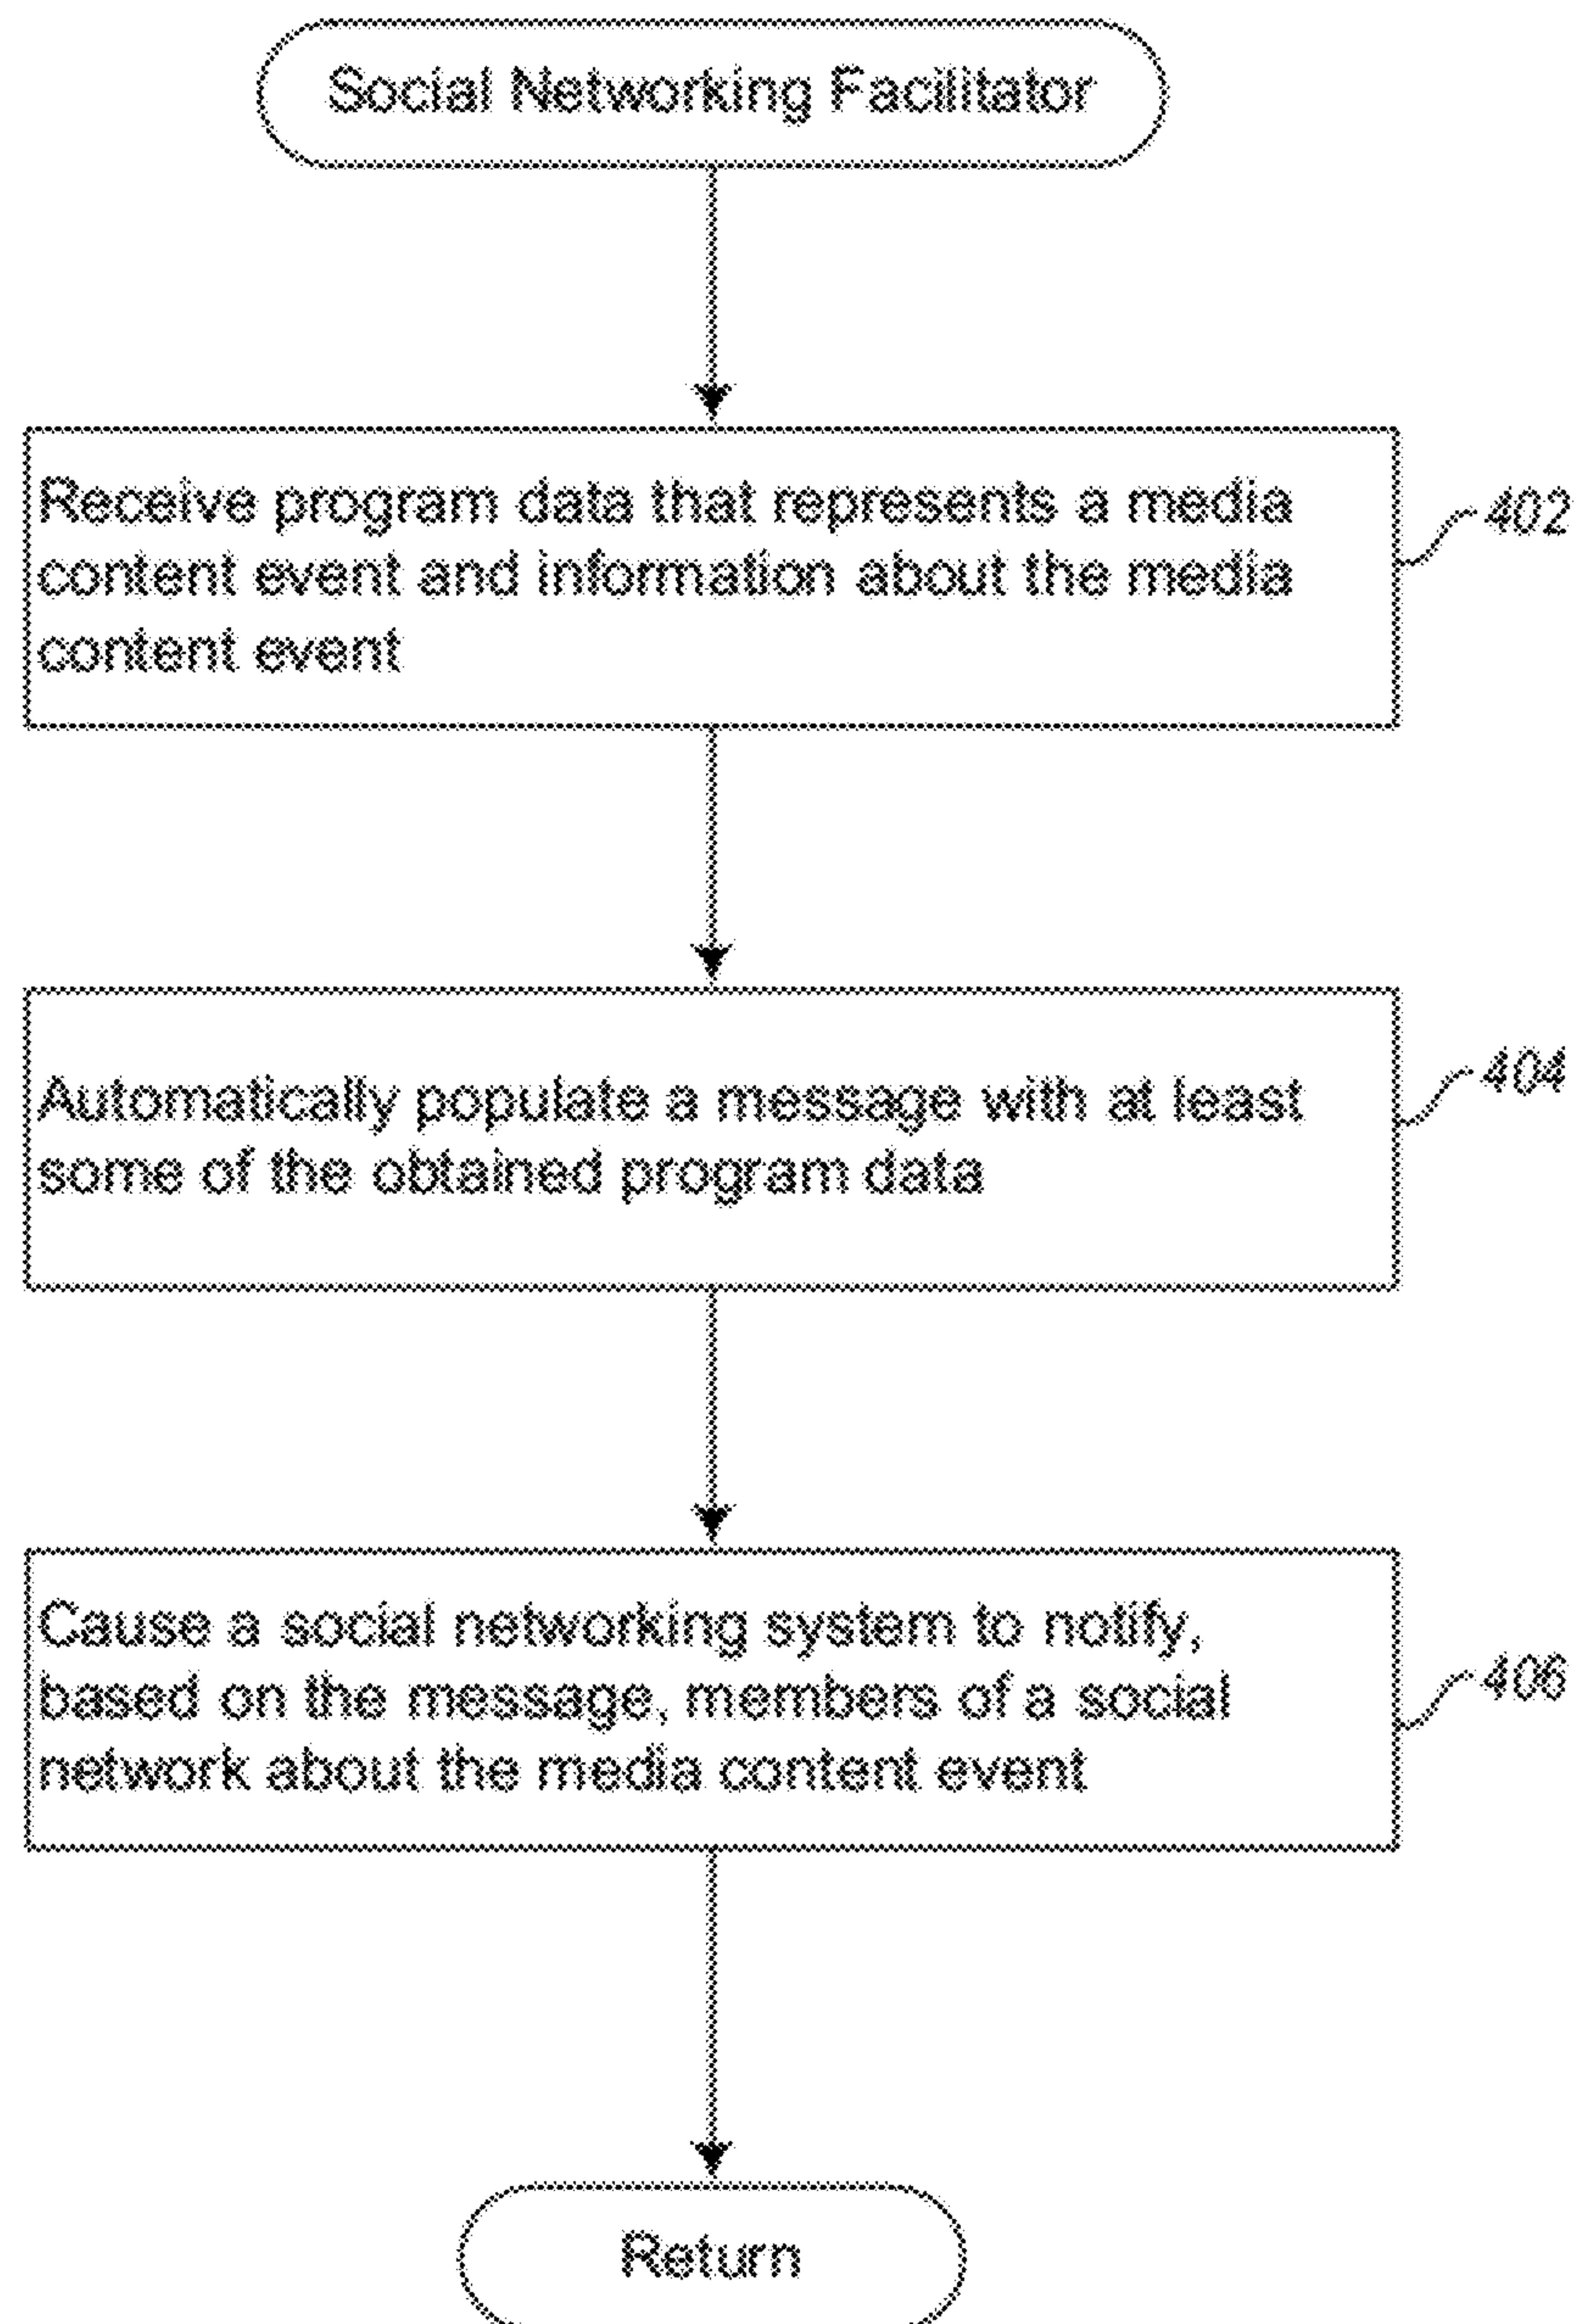 Social Networking Facilitator
Receive program data that represents a media
content event and information about the media
content event
402
Automatically populate a message with at least
some of the obtained program data
404
Cause a social networking system to notify,
based on the message, members of a social
network about the media content event
406
Return